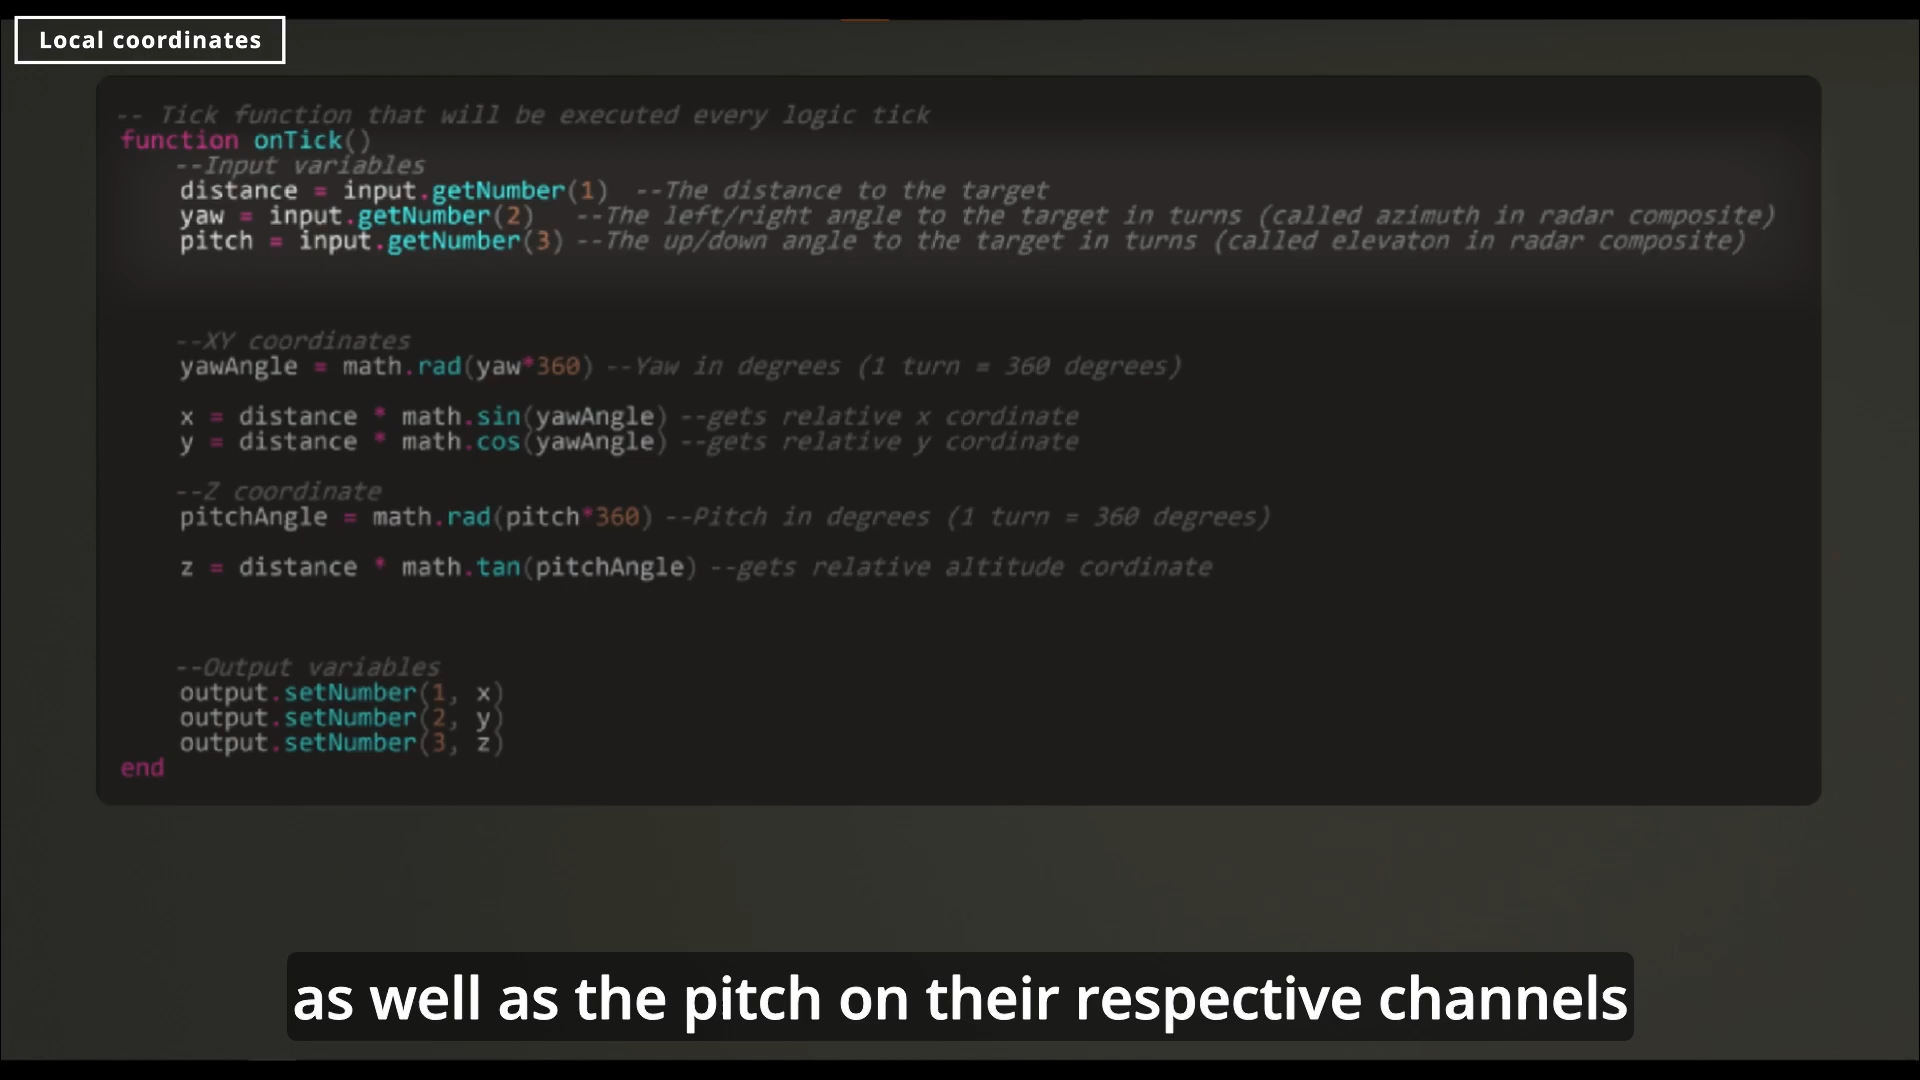 Local coordinates
-- Tick function that will be executed every logic tick
function onTick()
--Input variables
distance = input.getNumber(1)  --The distance to the target
yaw = input.getNumber(2)   --The left/right angle to the target in turns (called azimuth in radar composite)
pitch = input.getNumber(3) --The up/down angle to the target in turns (called elevaton in radar composite)
--XY coordinates
yawAngle = math.rad(yaw*360) --Yaw in degrees (1 turn = 360 degrees)
x = distance * math.sin(yawAngle) --gets relative x cordinate
y = distance * math.cos(yawAngle) --gets relative y cordinate
--Z coordinate
pitchAngle = math.rad(pitch*360) --Pitch in degrees (1 turn = 360 degrees)
z = distance * math.tan(pitchAngle) --gets relative altitude cordinate
--Output variables
output.setNumber(1, x)
output.setNumber(2, y)
output.setNumber(3, z)
end
as well as the pitch on their respective channels